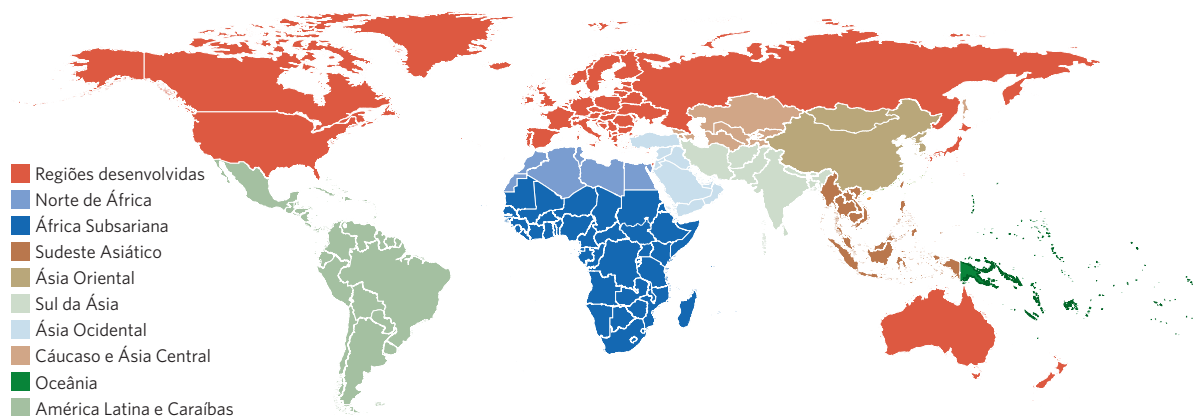 Regiões desenvolvidas
Norte de África
África Subsariana
Sudeste Asiático
Ásia Oriental
Sul da Ásia
Ásia Ocidental
Cáucaso e Ásia Central
Oceânia
América Latina e Caraíbas